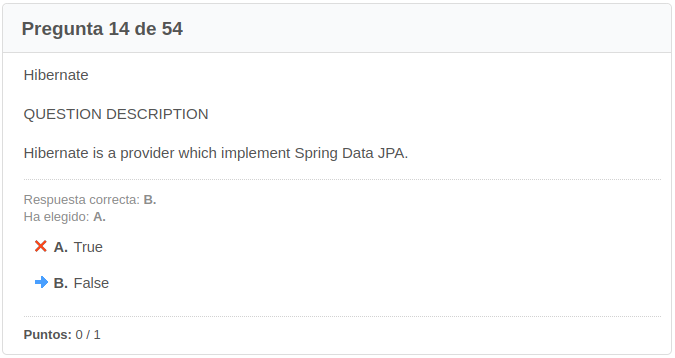 Pregunta 14 de 54
Hibernate
QUESTION DESCRIPTION
Hibernate is a provider which implement Spring Data JPA.
Respuesta correcta: B.
Ha elegido: A.
A. True
B. False
Puntos: 0 / 1